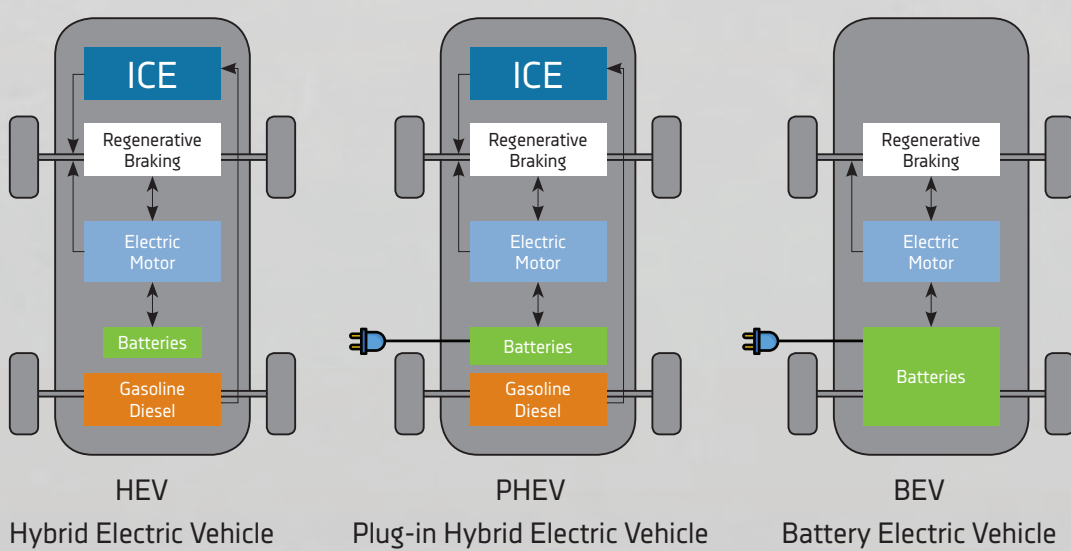 ICE
Regenerative
Braking
Electric
Motor
Batteries
Gasoline
Diesel
HEV
Hybrid Electric Vehicle
ICE
Regenerative
Braking
Electric
Motor
Batteries
Gasoline
Diesel
PHEV
Plug-in Hybrid Electric Vehicle
Regenerative
Braking
Electric
Motor
Batteries
BEV
Battery Electric Vehicle